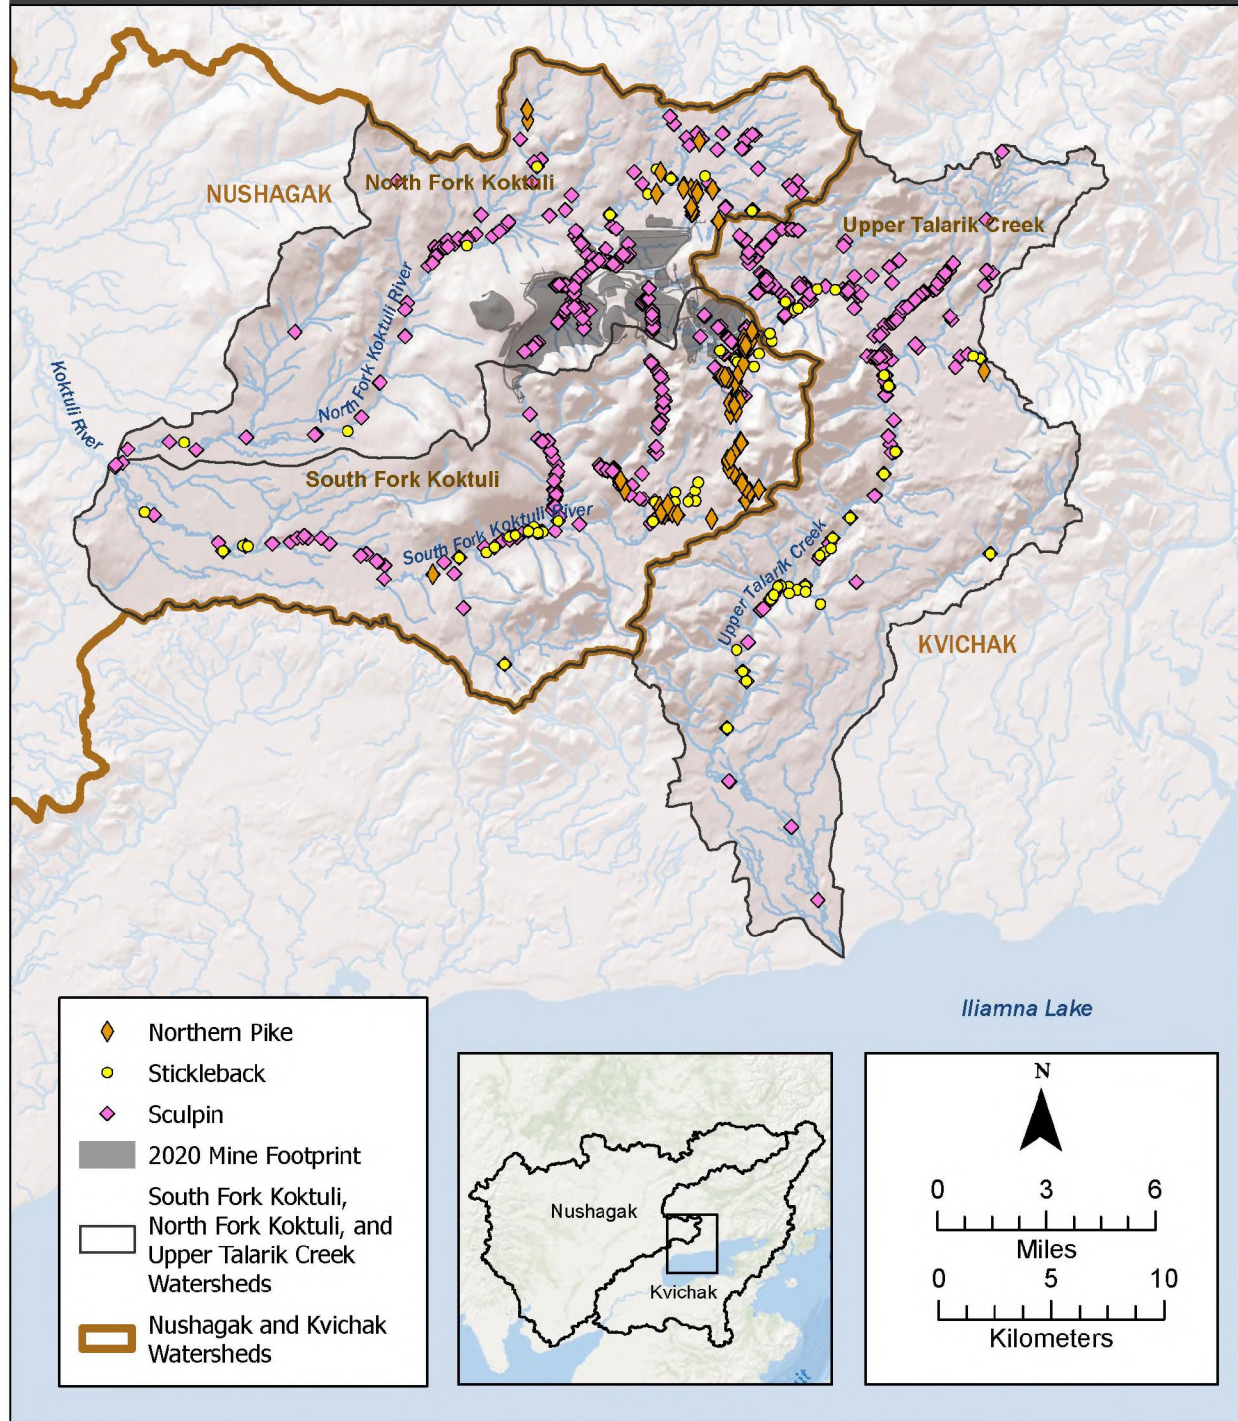 NUSHAGAK
North Fork Koktuli
Upper Talarik Creek
North Fork Koktuli River
Koktuli River
South Fork Koktuli
South Fork Koktuli River
Upper Talarik Creek
KVICHAK
Iliamna Lake
Northern Pike
Stickleback
Sculpin
2020 Mine Footprint
South Fork Koktuli,
North Fork Koktuli, and
Upper Talarik Creek
Watersheds
Nushagak and Kvichak
Watersheds
Nushagak
Kvichak
N
0 3 6
Miles
0 5 10
Kilometers